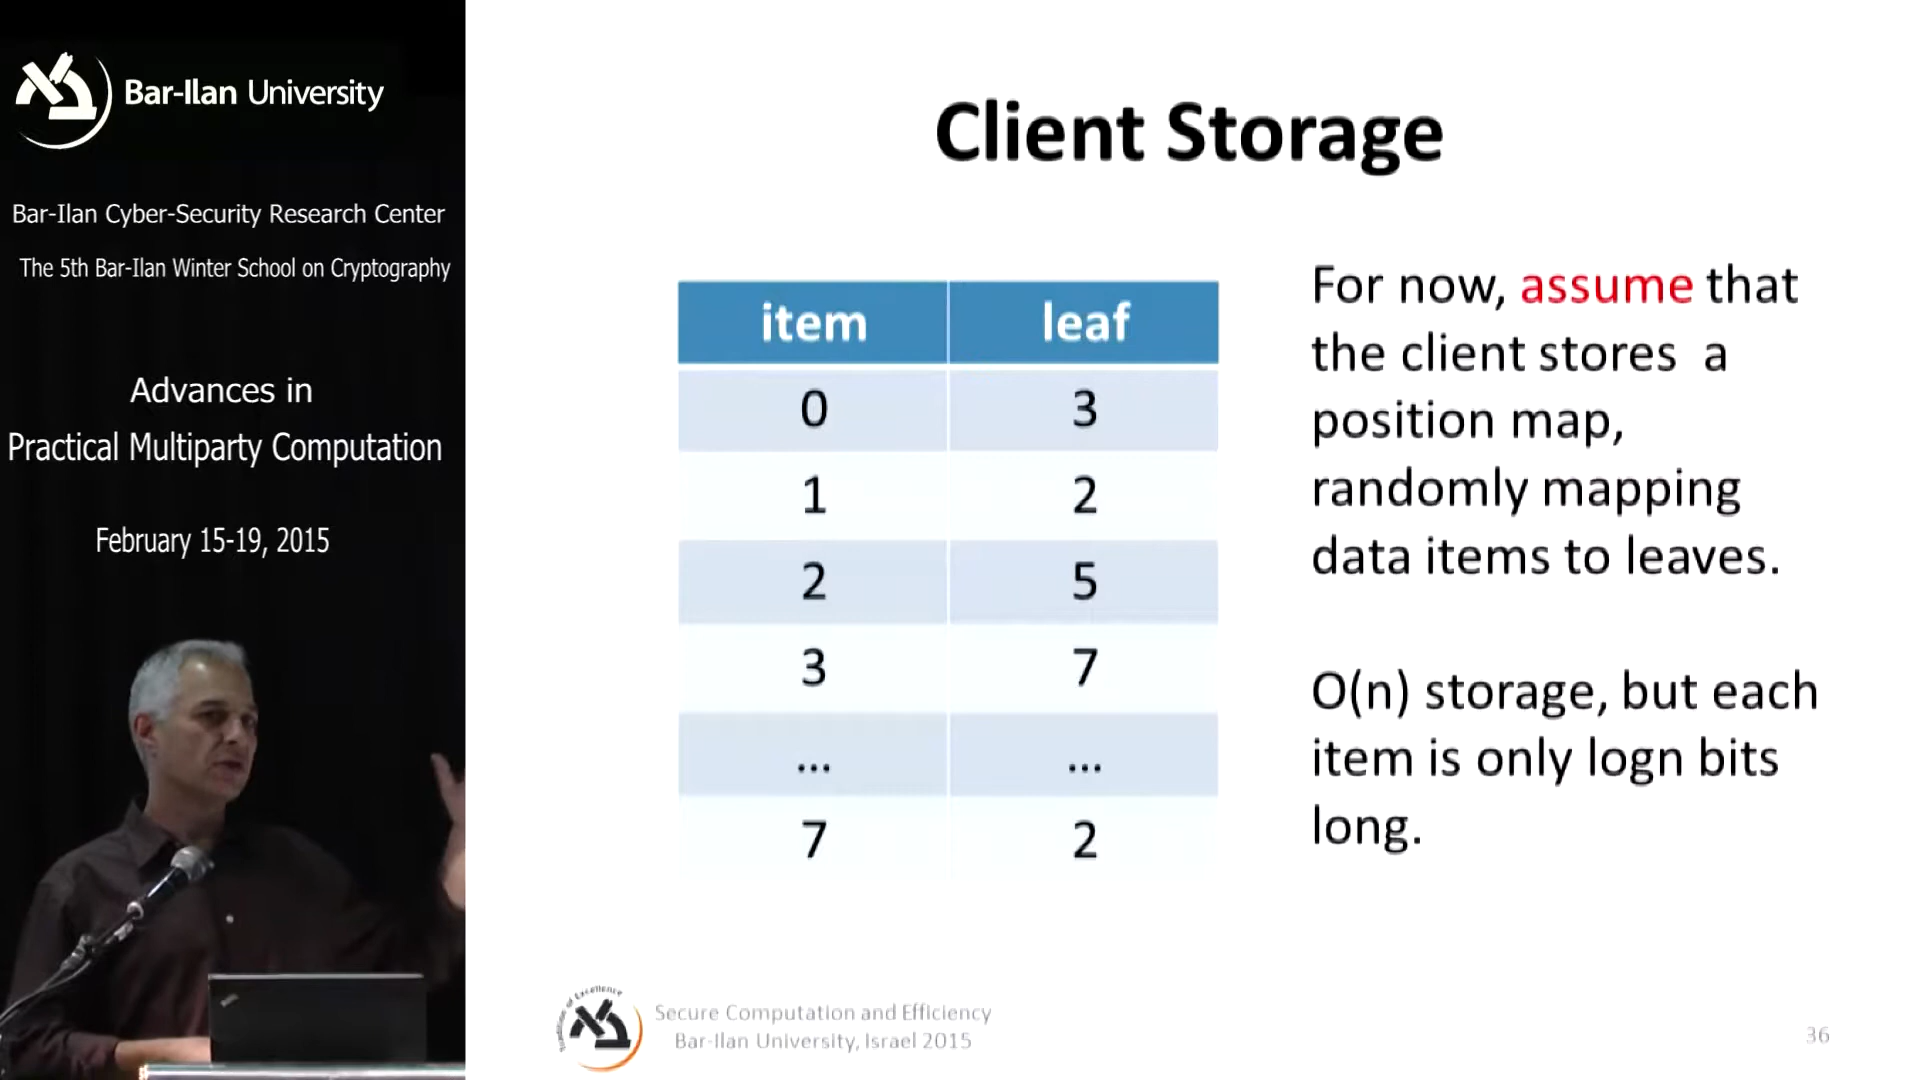 Bar-Ilan University
Bar-Ilan Cyber-Security Research Center
The 5th Bar-Ilan Winter School on Cryptography
Advances in
Practical Multiparty Computation
February 15-19, 2015
Client Storage
item leaf
0 3
1 2
2 5
3 7
... ...
7 2
For now, assume that
the client stores a
position map,
randomly mapping
data items to leaves.
O(n) storage, but each
item is only logn bits
long.
of Excellence
Secure Computation and Efficiency
Bar-Ilan University, Israel 2015
36